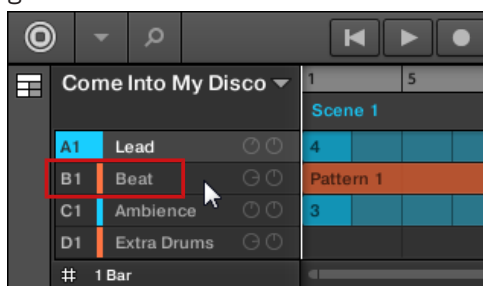 Come Into My Disco
1 5
Scene 1
A1 Lead 4
B1 Beat Pattern 1
C1 Ambience 3
D1 Extra Drums
# 1 Bar